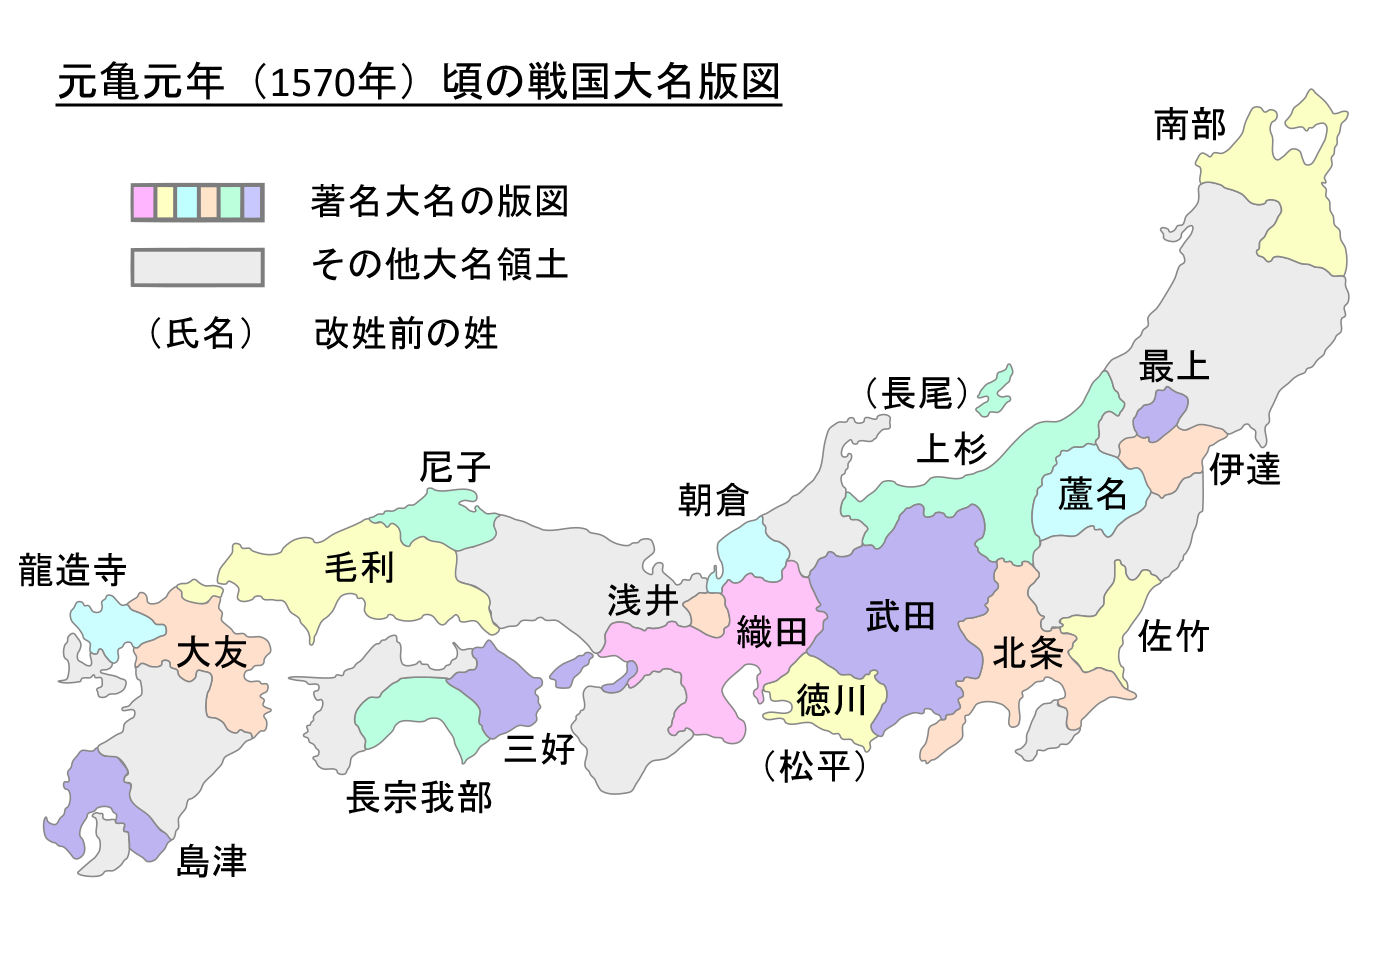 元亀元年（1570年）頃の戦国大名版図
著名大名の版図
その他大名領土
（氏名） 改姓前の姓
南部
最上
（長尾）
上杉
伊達
蘆名
尼子
朝倉
龍造寺
毛利
浅井
織田
武田
佐竹
大友
北条
徳川
（松平）
三好
長宗我部
島津